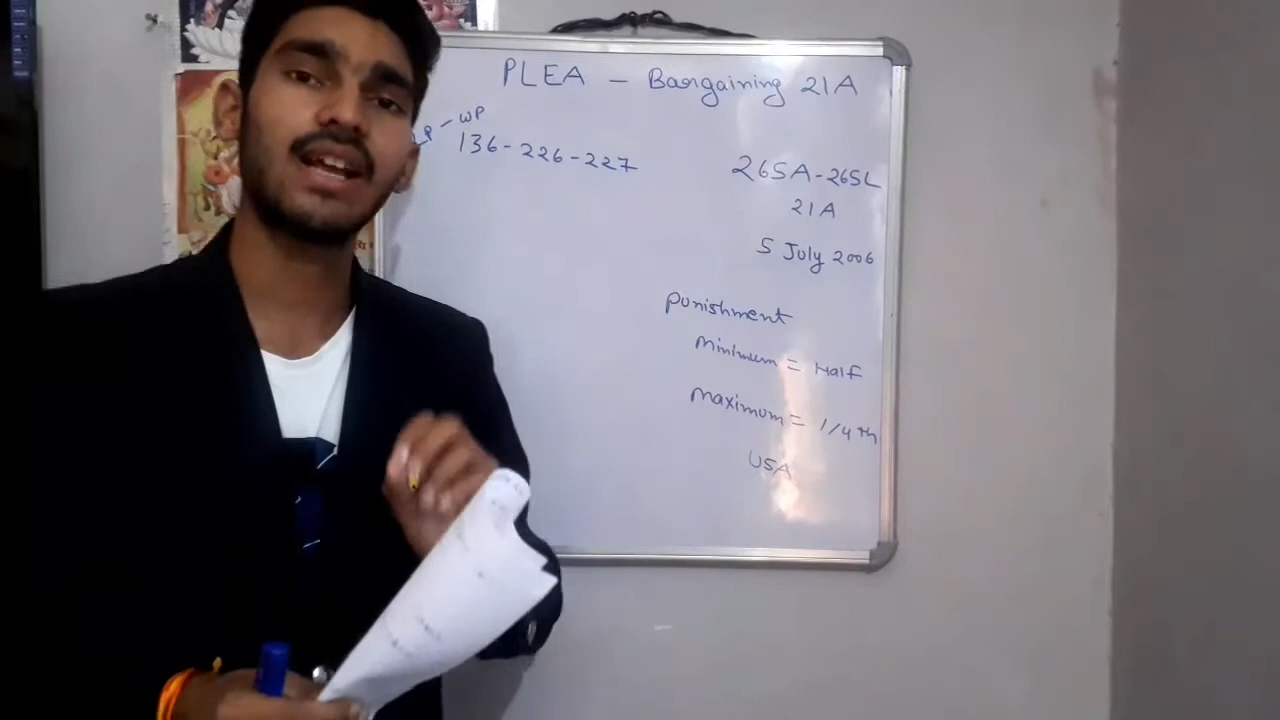 PLEA - Bargaining 21A
LP - WP
136-226-227
265A-265L
21A
5 July 2006
Punishment
Minimum = Half
Maximum = 1/4th
USA